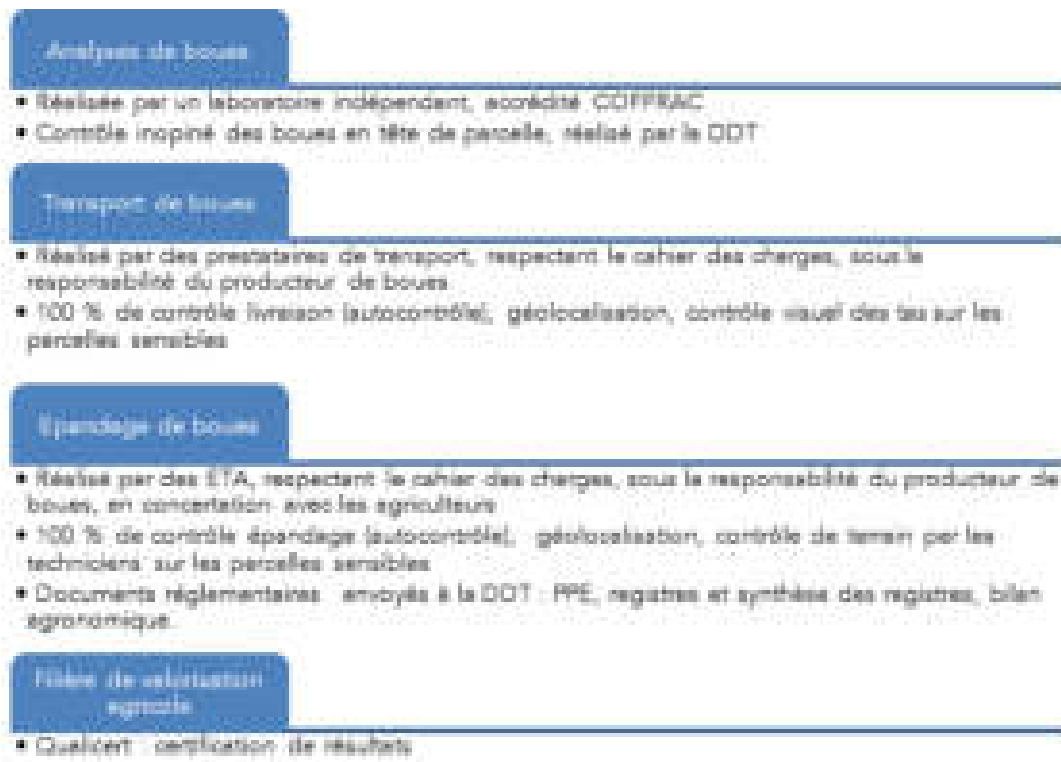 Analyses de boues
• Réalisée par un laboratoire indépendant, accrédité COFFRAC
• Contrôle inopiné des boues en tête de parcelle, réalisé par la DDT
Transport de boues
• Réalisé par des prestataires de transport, respectant le cahier des charges, sous la
responsabilité du producteur de boues
• 100 % de contrôle livraison (autocontrôle), géolocalisation, contrôle visuel des tas sur les
parcelles sensibles
Epandage de boues
• Réalisé par des ETA, respectant le cahier des charges, sous la responsabilité du producteur de
boues, en concertation avec les agriculteurs
• 100 % de contrôle épandage (autocontrôle), géolocalisation, contrôle de terrain par les
techniciens sur les parcelles sensibles
• Documents réglementaires envoyés à la DDT : PPE, registres et synthèse des registres, bilan
agronomique.
Filière de valorisation
agricole
• Qualicert : certification de résultats